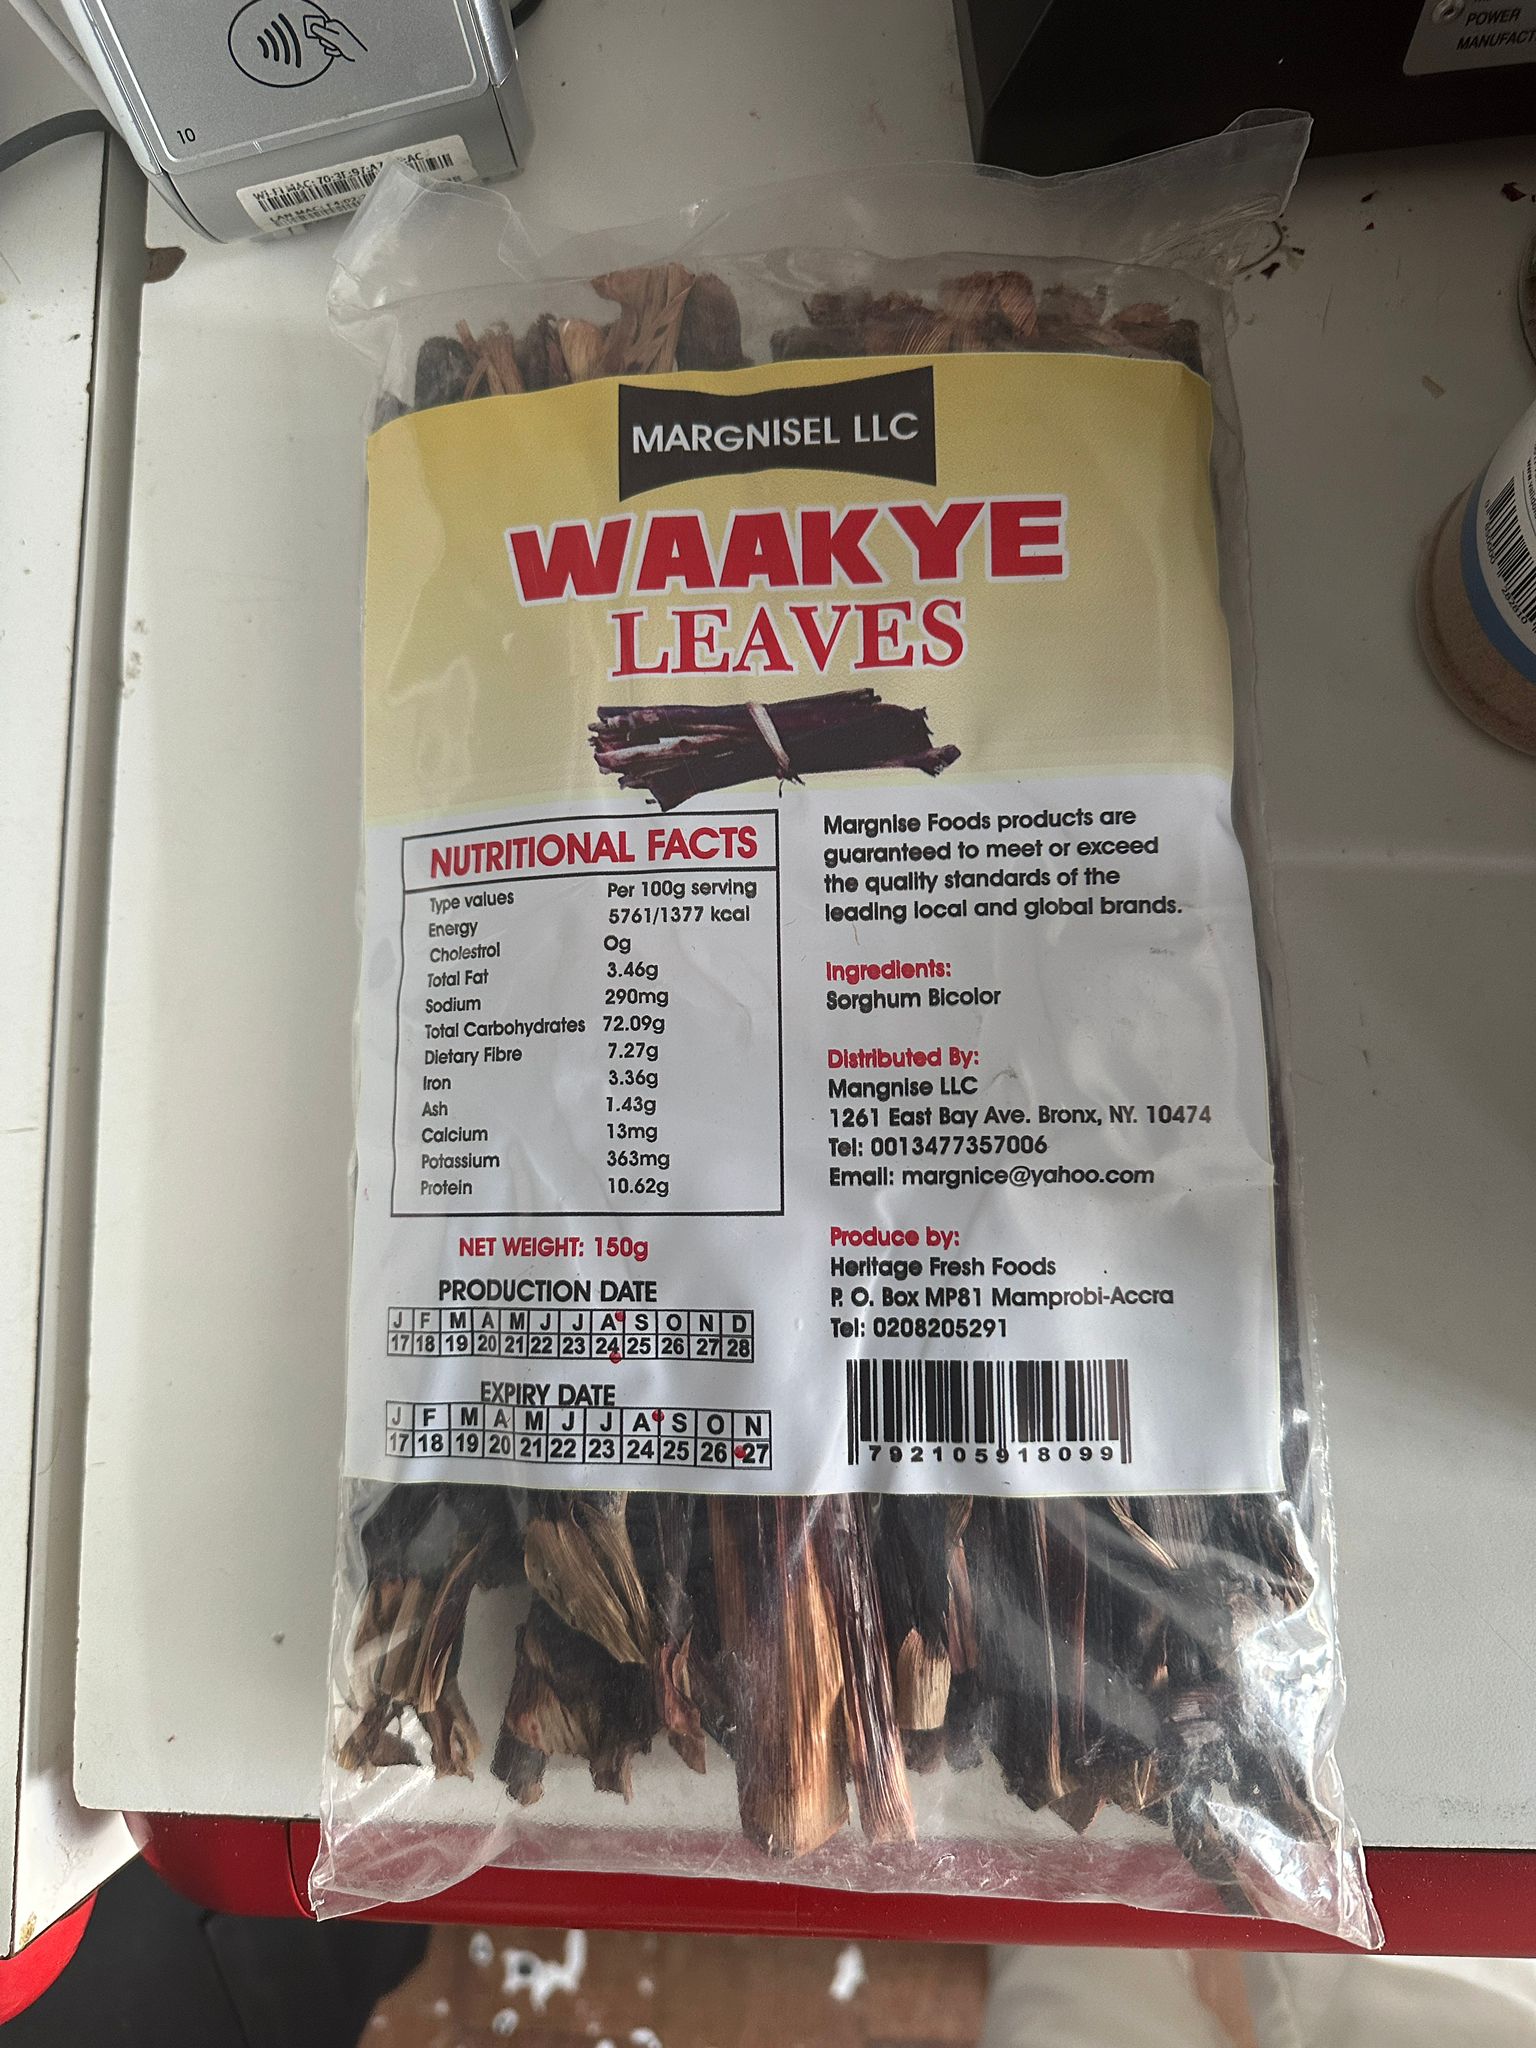 10
POWER
MANUFACT
MARGNISEL LLC
WAAKYE
LEAVES
NUTRITIONAL FACTS
Type values Per 100g serving
Energy 5761/1377 kcal
Cholestrol 0g
Total Fat 3.46g
Sodium 290mg
Total Carbohydrates 72.09g
Dietary Fibre 7.27g
Iron 3.36g
Ash 1.43g
Calcium 13mg
Potassium 363mg
Protein 10.62g
NET WEIGHT: 150g
PRODUCTION DATE
J F M A M J J A S O N D
17 18 19 20 21 22 23 24 25 26 27 28
EXPIRY DATE
J F M A M J J A S O N
17 18 19 20 21 22 23 24 25 26 27
Margnise Foods products are
guaranteed to meet or exceed
the quality standards of the
leading local and global brands.
Ingredients:
Sorghum Bicolor
Distributed By:
Mangnise LLC
1261 East Bay Ave. Bronx, NY. 10474
Tel: 0013477357006
Email: margnice@yahoo.com
Produce by:
Heritage Fresh Foods
P. O. Box MP81 Mamprobi-Accra
Tel: 0208205291
792105918099